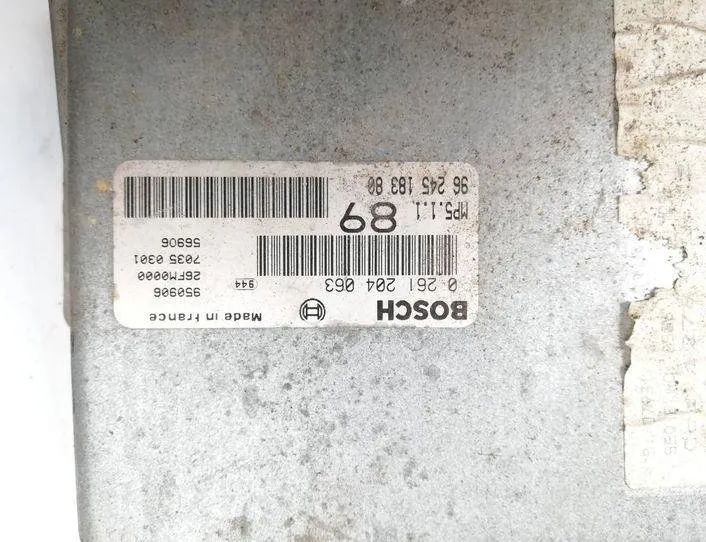 BOSCH Made in france
0 261 204 063 944 950906
26FM0000
7035 0301
89 56906
MP5.1.1
96 245 183 80